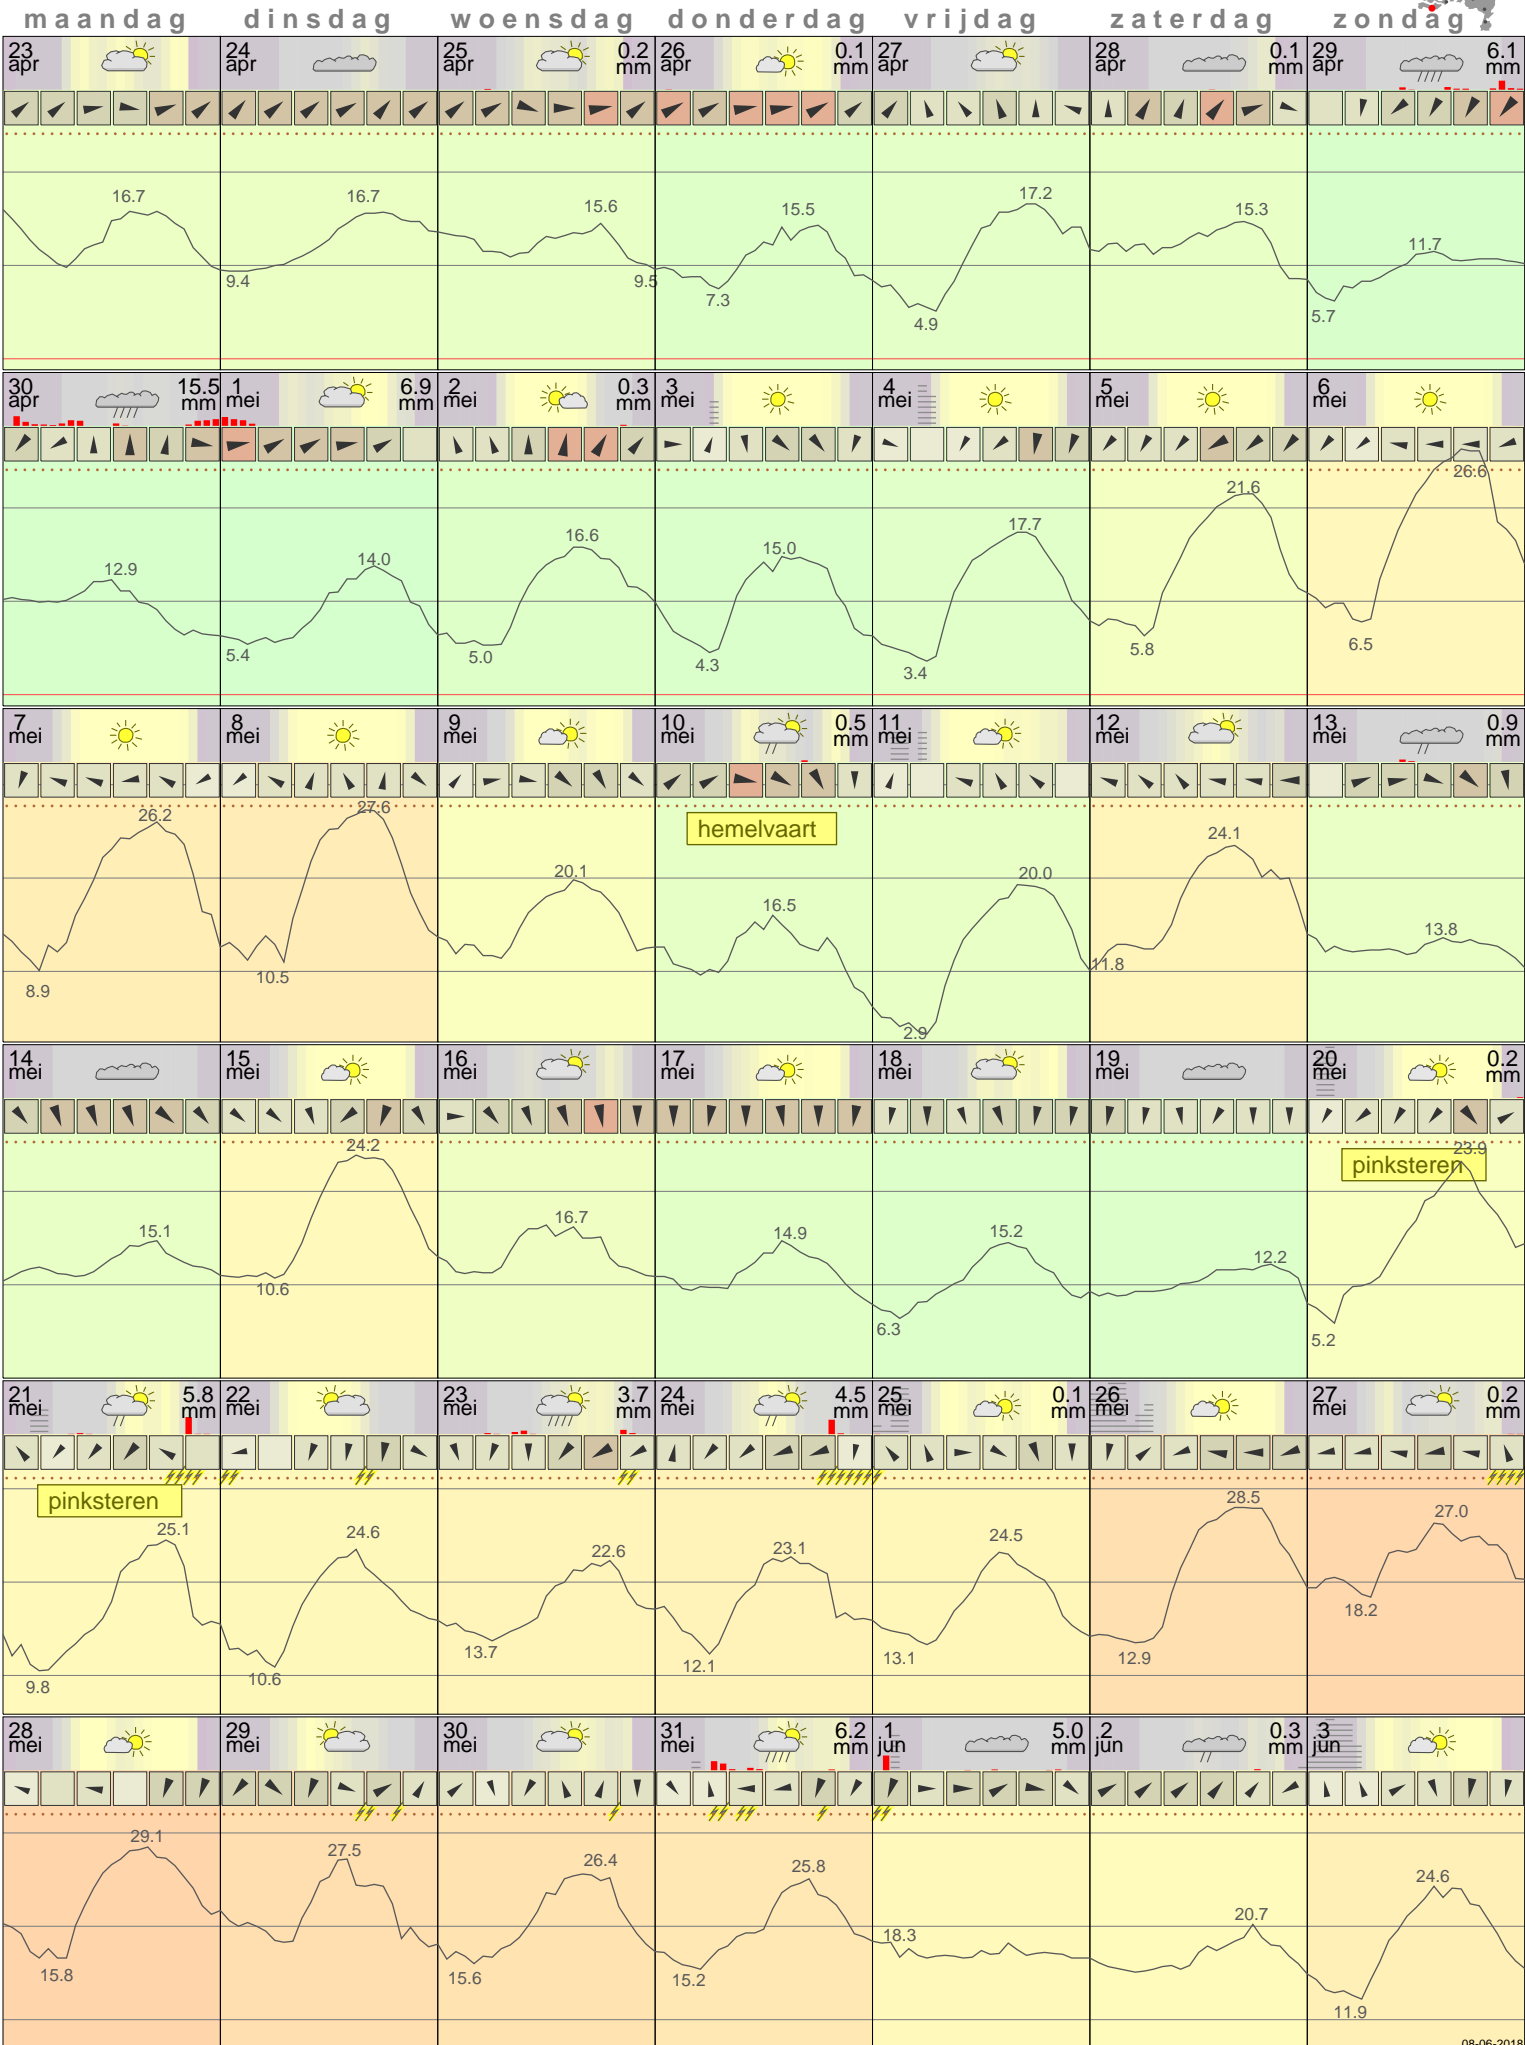 maandag dinsdag woensdag donderdag vrijdag zaterdag zondag
23 24 25 0.2 26 0.1 27 28 0.1 29 6.1
apr apr apr mm apr mm apr apr mm apr mm
16.7 16.7 15.6 15.5 17.2 15.3 11.7
9.4 9.5 7.3 4.9 5.7
30 15.5 1 6.9 2 0.3 3 4 5 6
apr mm mei mm mei mm mei mei mei mei
12.9 14.0 16.6 15.0 17.7 21.6 26.6
5.4 5.0 4.3 3.4 5.8 6.5
7 8 9 10 0.5 11 12 13 0.9
mei mei mei mei mm mei mei mei mm
hemelvaart
26.2 27.6 20.1 16.5 20.0 24.1 13.8
8.9 10.5 2.9 11.8
14 15 16 17 18 19 20 0.2
mei mei mei mei mei mei mei mm
pinksteren
15.1 24.2 16.7 14.9 15.2 12.2 23.9
10.6 6.3 5.2
21 5.8 22 23 3.7 24 4.5 25 0.1 26 27 0.2
mei mm mei mei mm mei mm mei mm mei mei mm
pinksteren
25.1 24.6 22.6 23.1 24.5 28.5 27.0
9.8 10.6 13.7 12.1 13.1 12.9 18.2
28 29 30 31 6.2 1 5.0 2 0.3 3
mei mei mei mei mm jun mm jun mm jun
29.1 27.5 26.4 25.8 18.3 20.7 24.6
15.8 15.6 15.2 11.9
08-06-2018